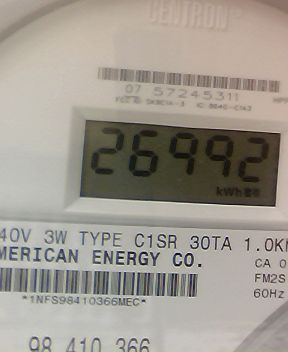 CENTRON®
07 57245311
26992
kWh
40V 3W TYPE C1SR 30TA 1.0K
MERICAN ENERGY CO.
CA 0
FM2S
60Hz
*1NFS98410366MEC*
98 410 366